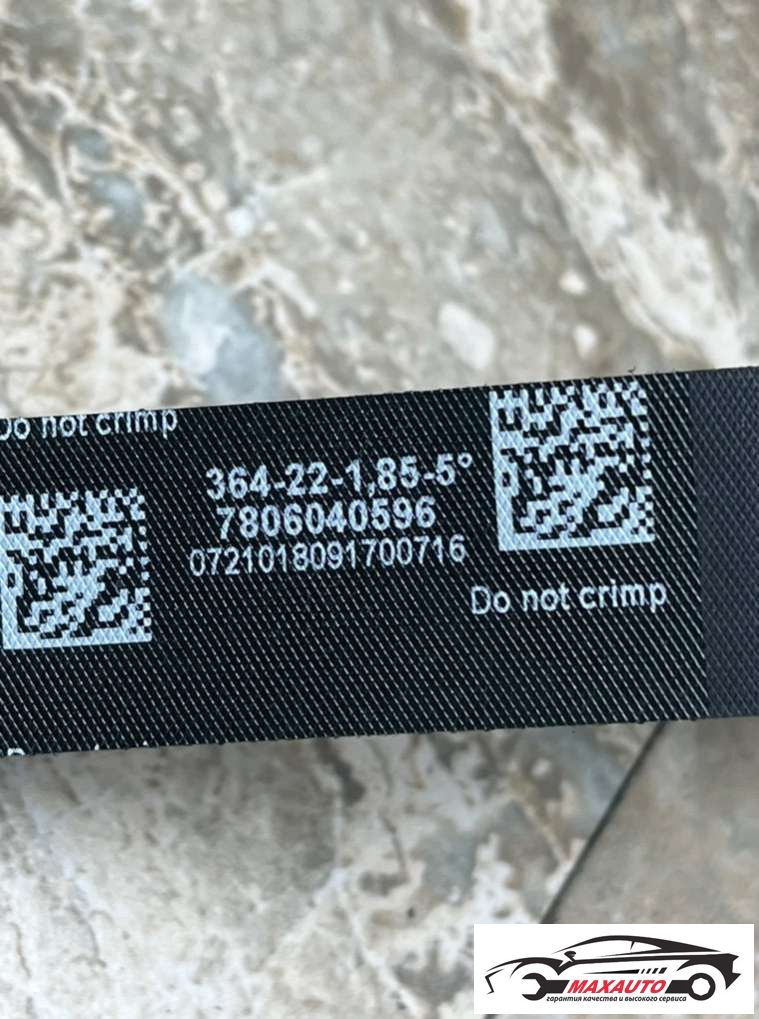 Do not crimp
364-22-1,85-5°
7806040596
0721018091700716
Do not crimp
MAXAUTO
гарантия качества и высокого сервиса